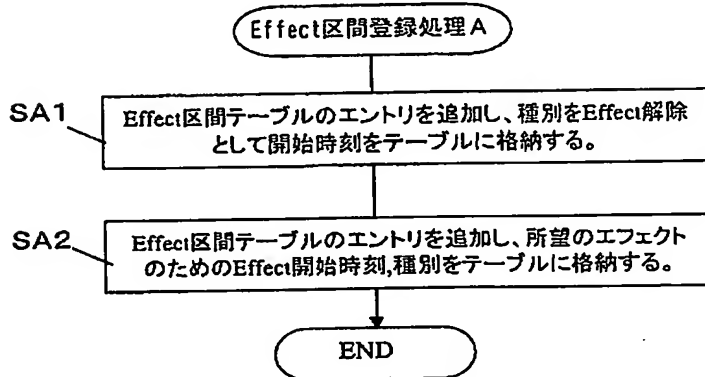 Effect区間登録処理A
SA1
Effect区間テーブルのエントリを追加し、種別をEffect解除
として開始時刻をテーブルに格納する。
SA2
Effect区間テーブルのエントリを追加し、所望のエフェクト
のためのEffect開始時刻,種別をテーブルに格納する。
END